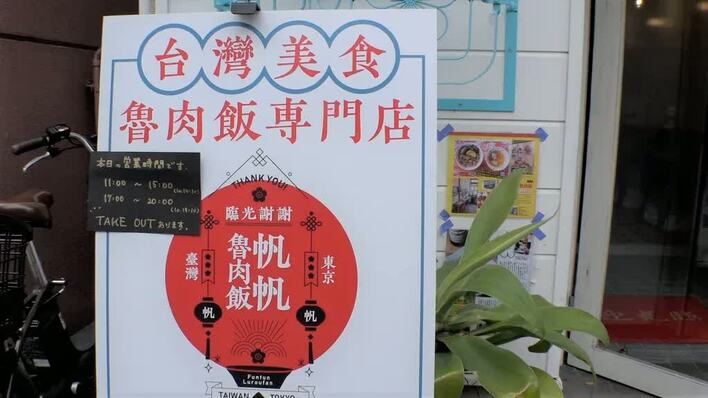 台灣美食
魯肉飯専門店
本日の営業時間です。
11:00 ～ 15:00
17:00 ～ 20:00
TAKE OUT あります。
THANK YOU!
臨光謝謝
帆帆
魯肉飯
臺灣
東京
帆
帆
Funfun
Luroufan
TAIWAN
TOKYO